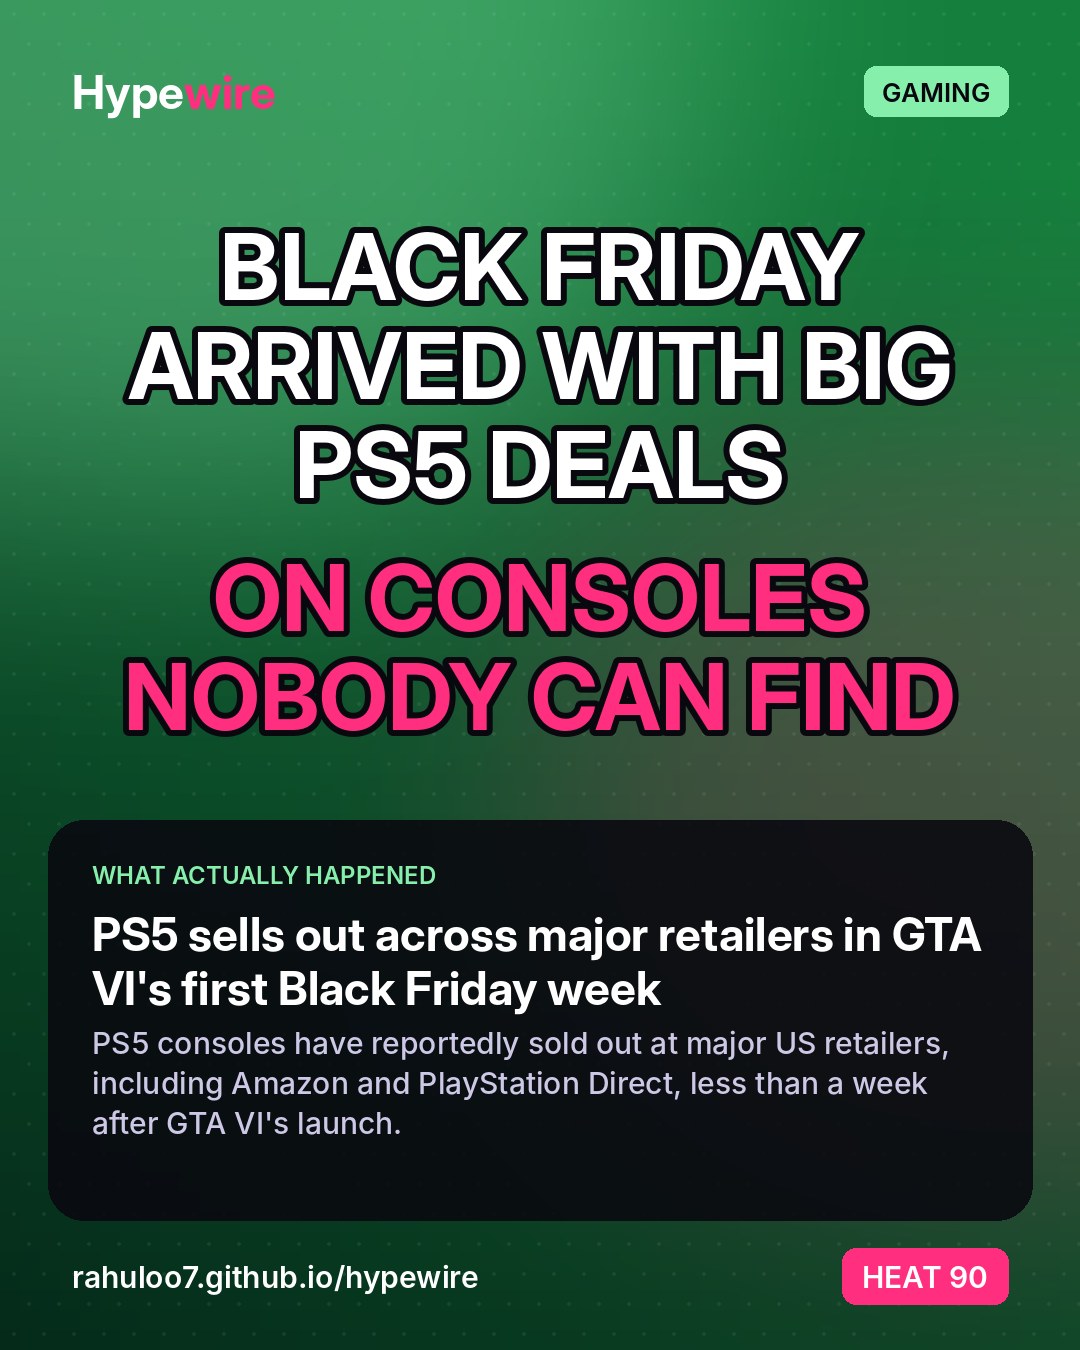 Hypewire
GAMING
BLACK FRIDAY
ARRIVED WITH BIG
PS5 DEALS
ON CONSOLES
NOBODY CAN FIND
WHAT ACTUALLY HAPPENED
PS5 sells out across major retailers in GTA
VI's first Black Friday week
PS5 consoles have reportedly sold out at major US retailers,
including Amazon and PlayStation Direct, less than a week
after GTA VI's launch.
rahuloo7.github.io/hypewire
HEAT 90